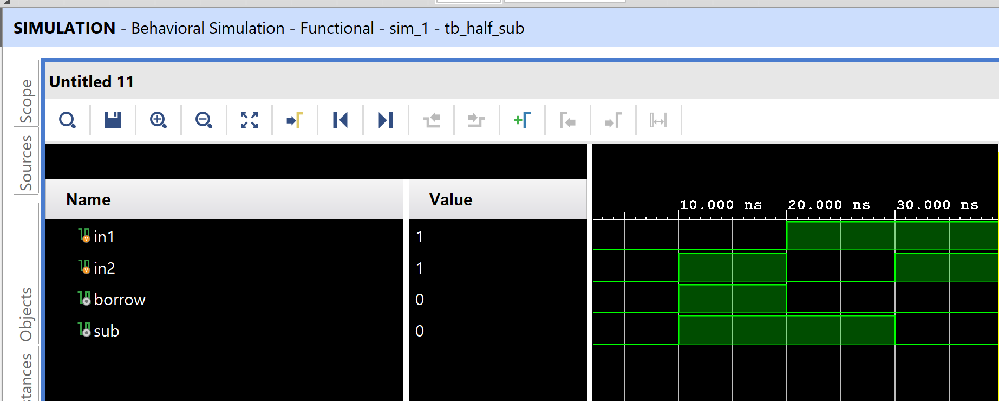 SIMULATION - Behavioral Simulation - Functional - sim_1 - tb_half_sub
Scope
Sources
Objects
Untitled 11
Name Value
10.000 ns 20.000 ns 30.000 ns
in1 1
in2 1
borrow 0
sub 0